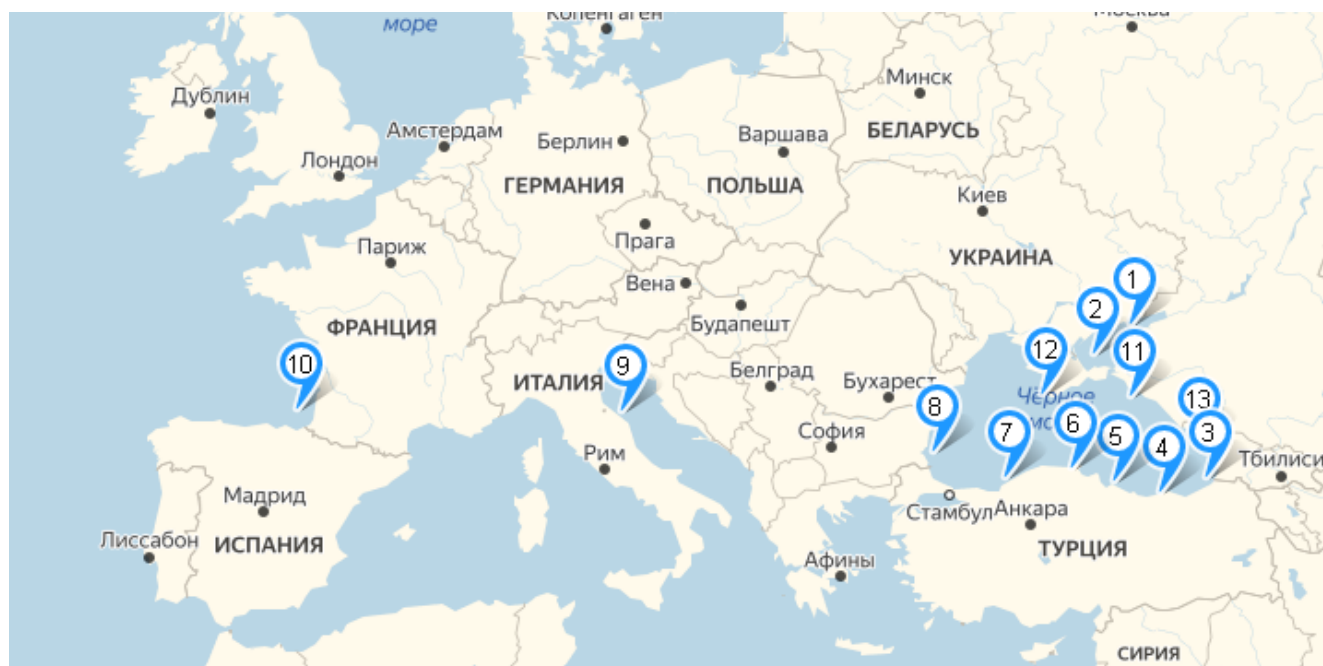 Копенгаген
Москва
море
Дублин
Минск
Амстердам
БЕЛАРУСЬ
Берлин
Варшава
Лондон
ГЕРМАНИЯ
ПОЛЬША
Киев
Прага
Париж
УКРАИНА
Вена
1
2
Будапешт
ФРАНЦИЯ
12
11
10
9
Белград
ИТАЛИЯ
Бухарест
Чёрное
13
8
6
7
5
4
3
София
Рим
Тбилиси
Мадрид
Стамбул
Анкара
Лиссабон
ИСПАНИЯ
ТУРЦИЯ
Афины
СИРИЯ